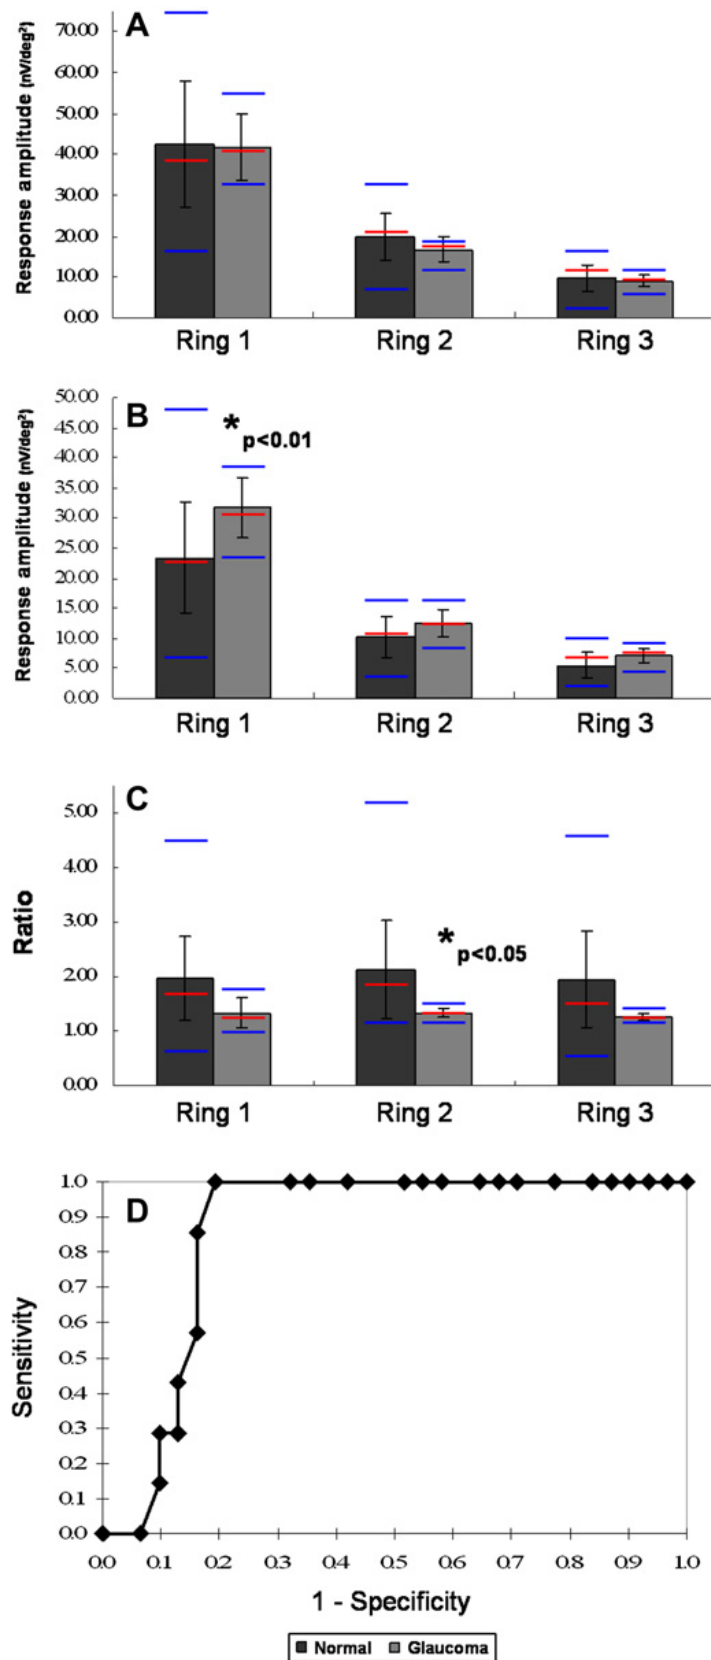 A
Response amplitude (nV/deg²)
70.00
60.00
50.00
40.00
30.00
20.00
10.00
0.00
Ring 1 Ring 2 Ring 3
B
Response amplitude (nV/deg²)
50.00
45.00
40.00
35.00
30.00
25.00
20.00
15.00
10.00
5.00
0.00
* p<0.01
Ring 1 Ring 2 Ring 3
C
Ratio
5.00
4.00
3.00
2.00
1.00
0.00
* p<0.05
Ring 1 Ring 2 Ring 3
D
Sensitivity
1.0
0.9
0.8
0.7
0.6
0.5
0.4
0.3
0.2
0.1
0.0
0.0 0.1 0.2 0.3 0.4 0.5 0.6 0.7 0.8 0.9 1.0
1 - Specificity
Normal Glaucoma